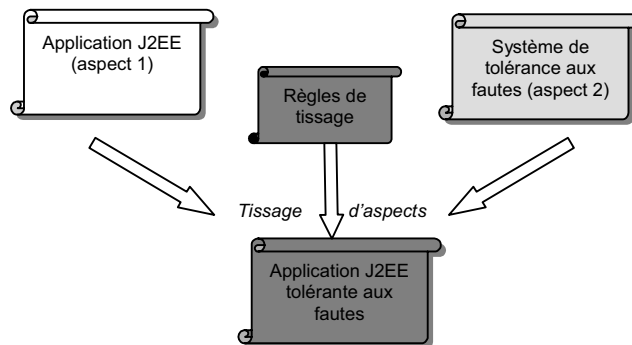 Application J2EE
(aspect 1)
Règles de
tissage
Système de
tolérance aux
fautes (aspect 2)
Tissage d'aspects
Application J2EE
tolérante aux
fautes